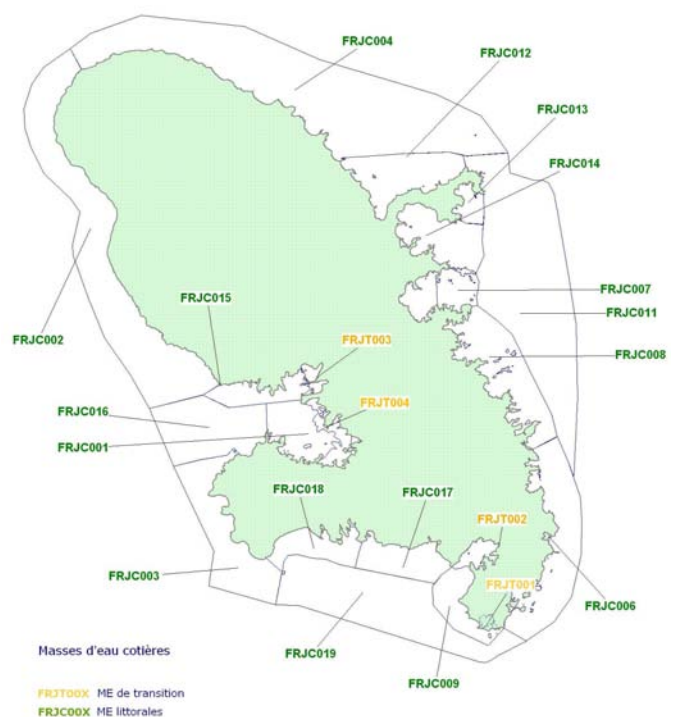 FRJC004
FRJC012
FRJC013
FRJC014
FRJC007
FRJC015
FRJC011
FRJC002
FRJT003
FRJC008
FRJT004
FRJC016
FRJC001
FRJC018
FRJC017
FRJT002
FRJC003
FRJT001
FRJC006
FRJC019
FRJC009
Masses d'eau cotières
FRJT00X ME de transition
FRJC00X ME littorales